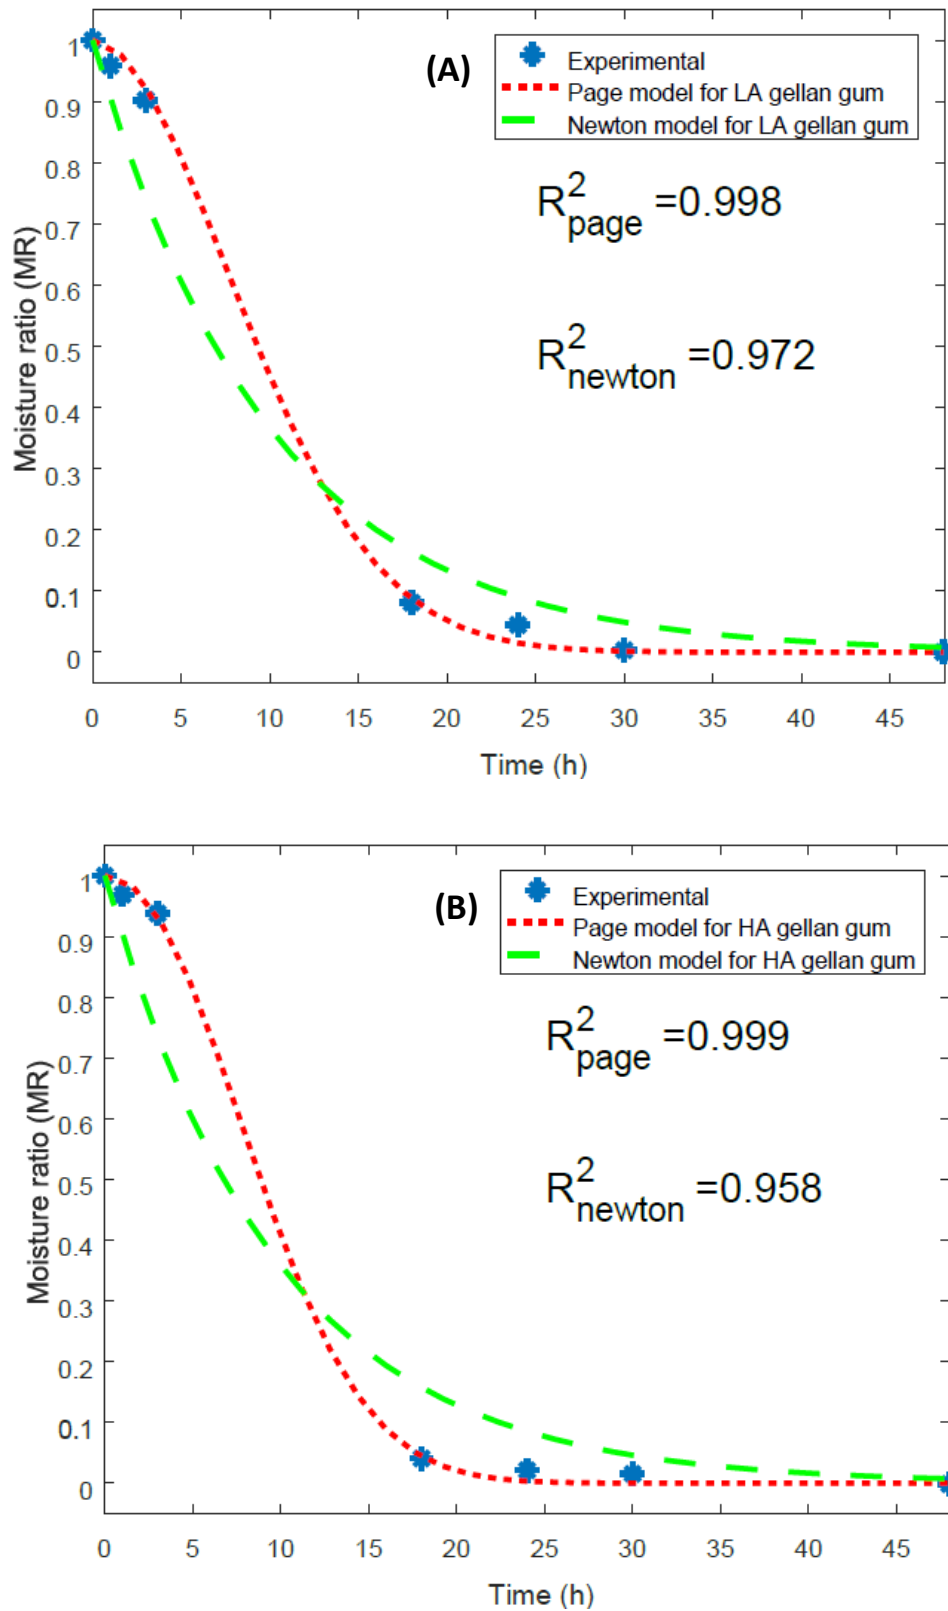 (A)
Experimental
Page model for LA gellan gum
Newton model for LA gellan gum
R²page =0.998
R²newton =0.972
Moisture ratio (MR)
1
0.9
0.8
0.7
0.6
0.5
0.4
0.3
0.2
0.1
0
0 5 10 15 20 25 30 35 40 45
Time (h)
(B)
Experimental
Page model for HA gellan gum
Newton model for HA gellan gum
R²page =0.999
R²newton =0.958
Moisture ratio (MR)
1
0.9
0.8
0.7
0.6
0.5
0.4
0.3
0.2
0.1
0
0 5 10 15 20 25 30 35 40 45
Time (h)